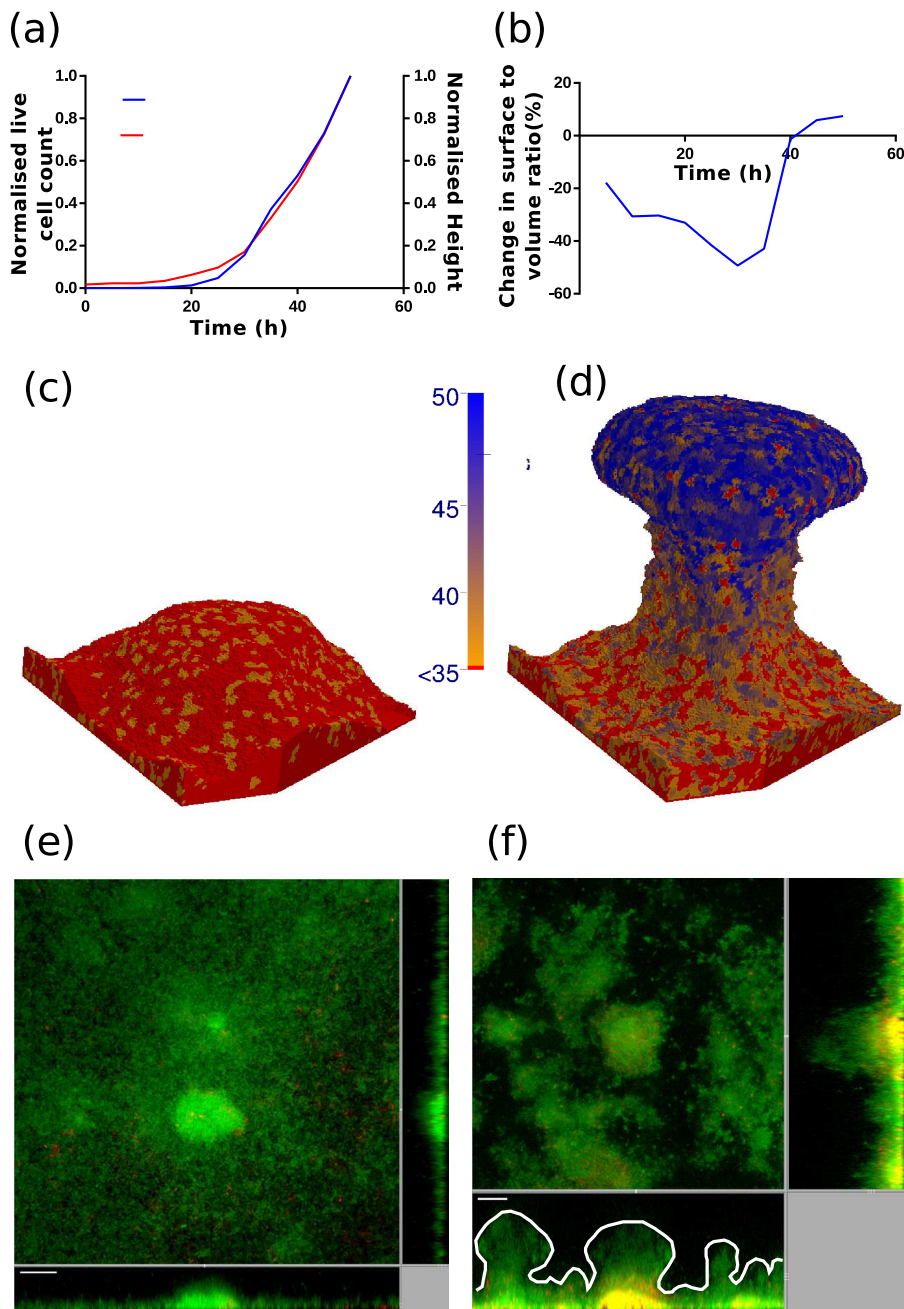 (a)
(b)
Normalised live
cell count
1.0
0.8
0.6
0.4
0.2
0.0
0
20
40
60
Time (h)
1.0
0.8
0.6
0.4
0.2
0.0
Normalised Height
Change in surface to
volume ratio(%)
20
0
-20
-40
-60
20
40
60
Time (h)
(c)
50
45
40
<35
(d)
(e)
(f)